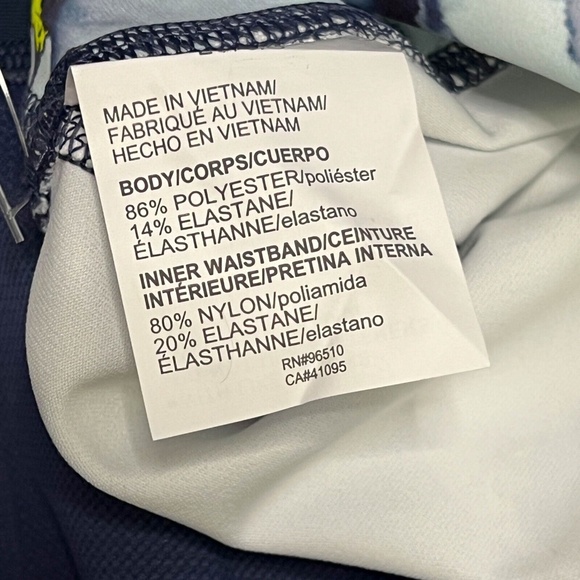 MADE IN VIETNAM/
FABRIQUÉ AU VIETNAM/
HECHO EN VIETNAM
BODY/CORPS/CUERPO
86% POLYESTER/poliéster
14% ELASTANE/
ÉLASTHANNE/elastano
INNER WAISTBAND/CEINTURE
INTÉRIEURE/PRETINA INTERNA
80% NYLON/poliamida
20% ELASTANE/
ÉLASTHANNE/elastano
RN#96510
CA#41095